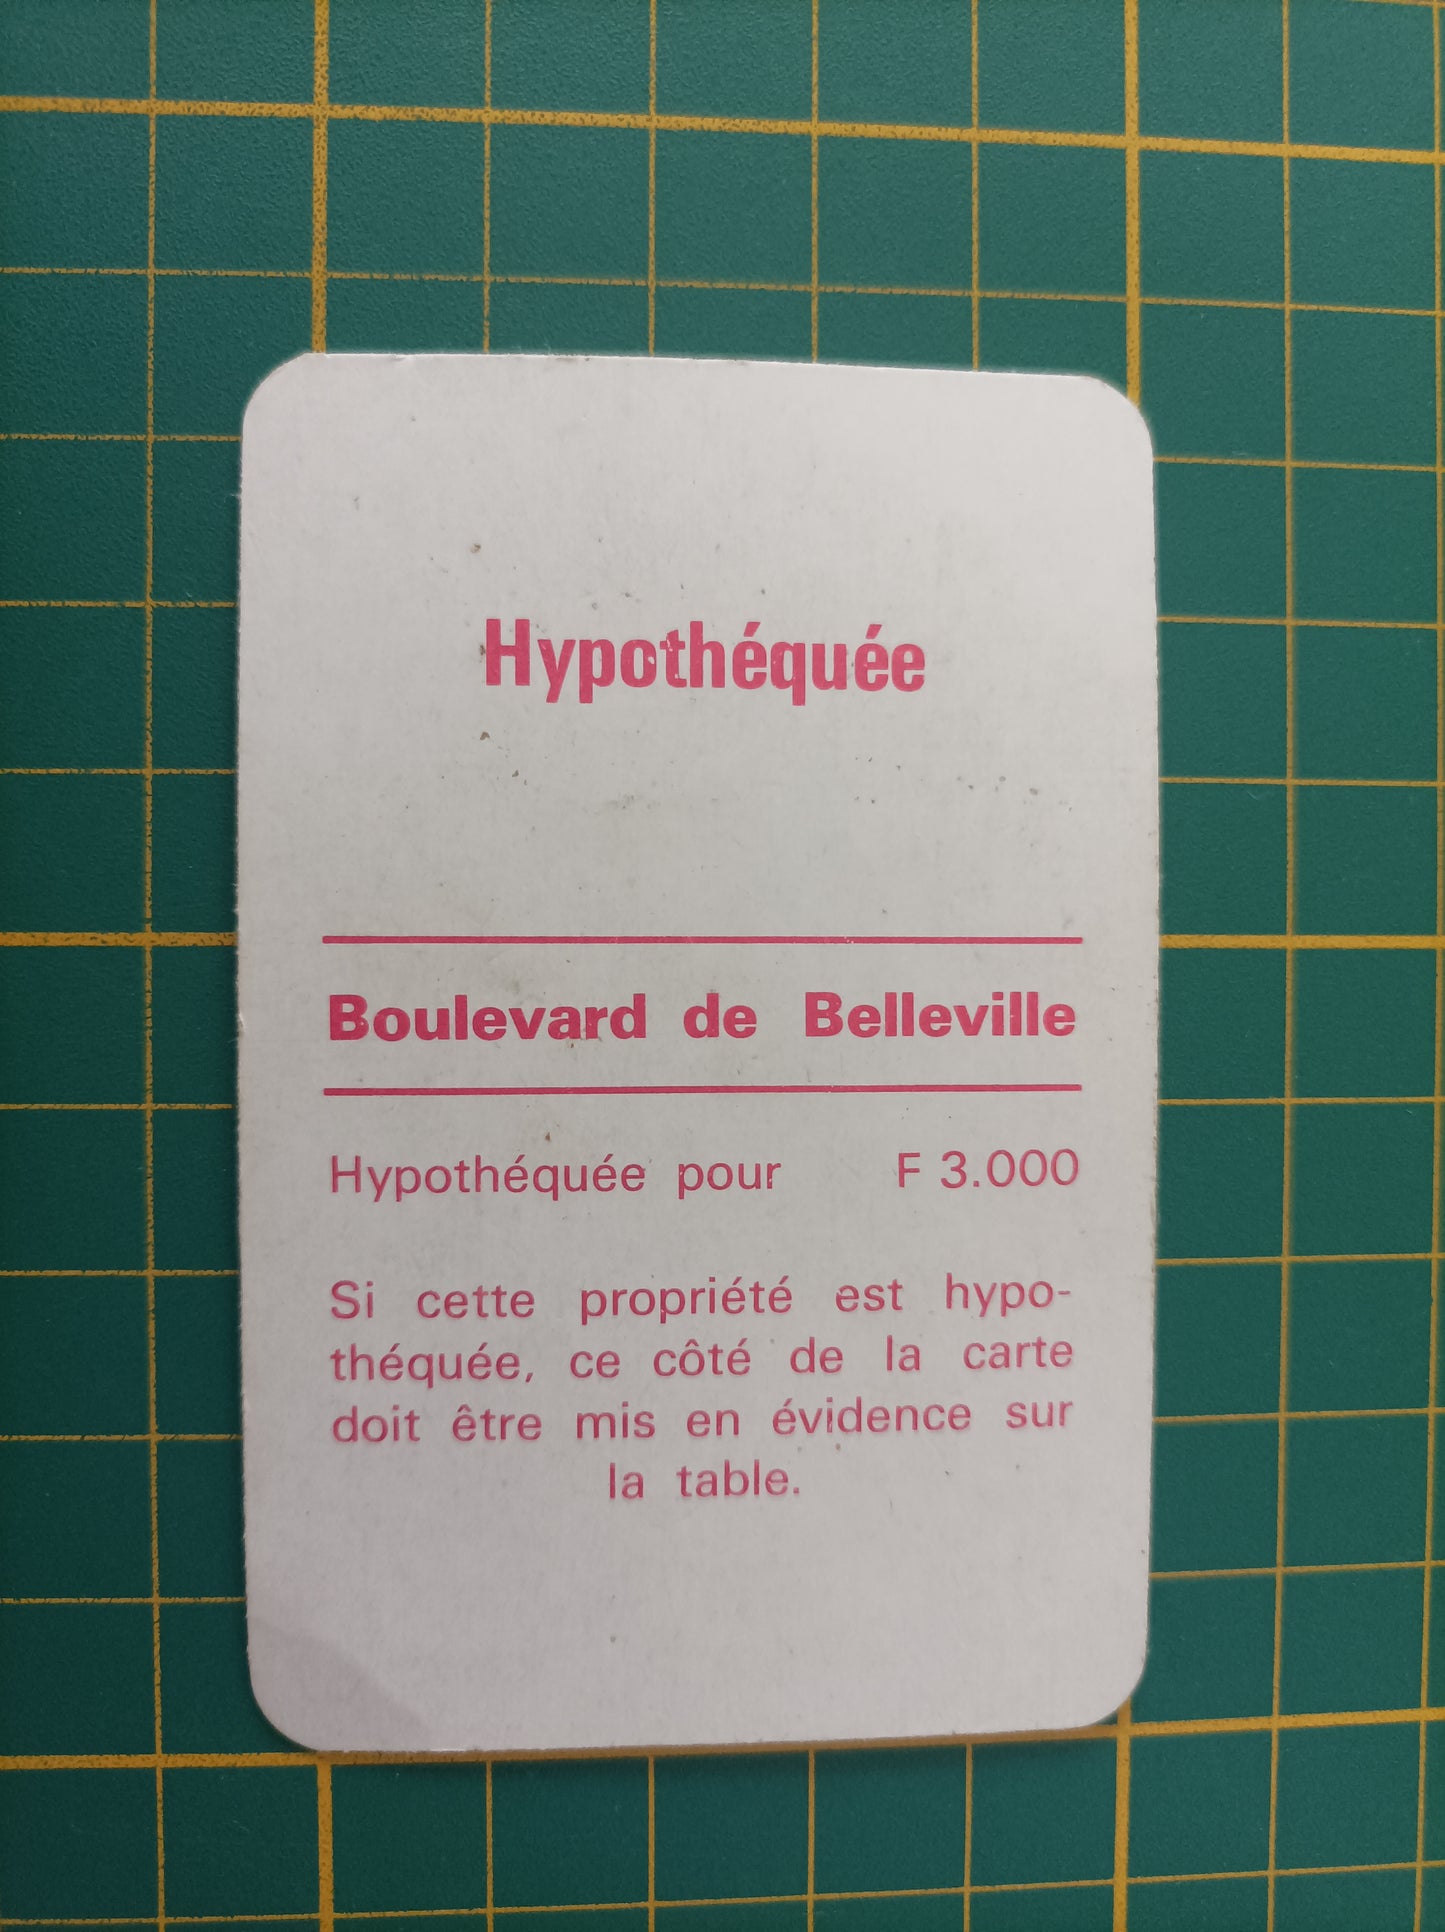 Hypothéquée
Boulevard de Belleville
Hypothéquée pour F 3.000
Si cette propriété est hypo-
théquée, ce côté de la carte
doit être mis en évidence sur
la table.